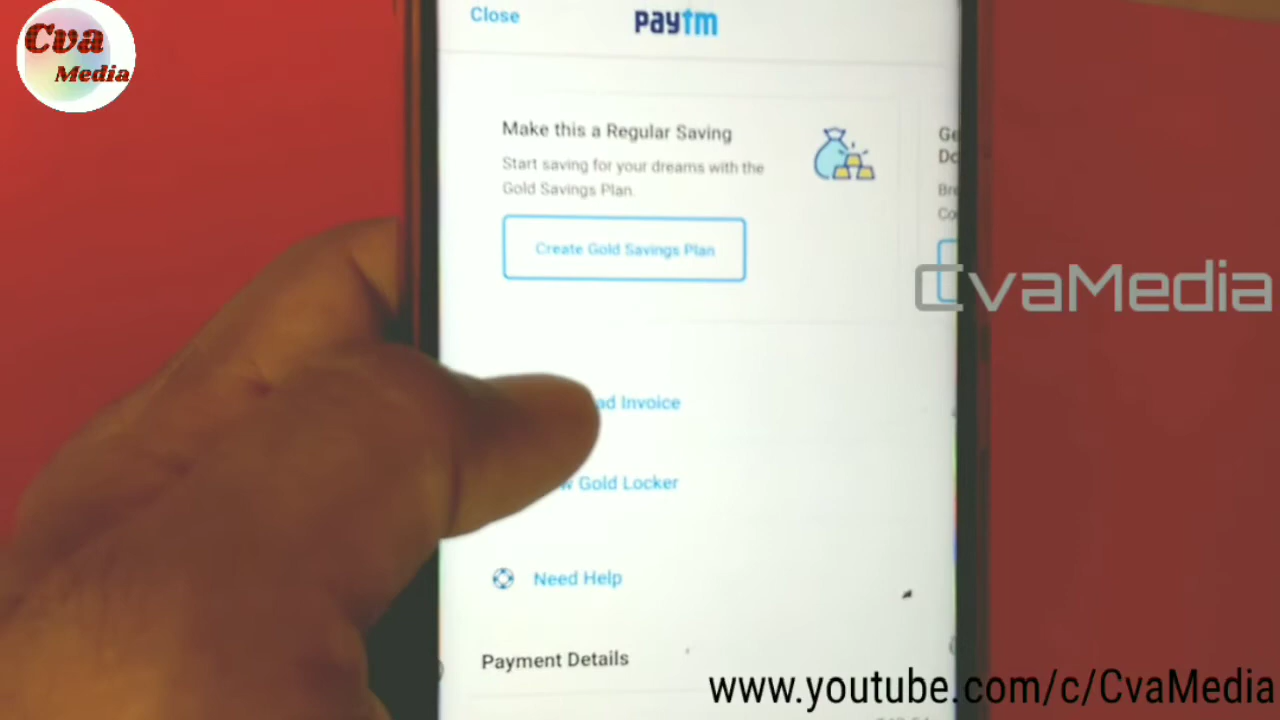 Cva
Media
Close
paytm
Make this a Regular Saving
Start saving for your dreams with the
Gold Savings Plan.
Create Gold Savings Plan
CvaMedia
Invoice
Gold Locker
Need Help
Payment Details
www.youtube.com/c/CvaMedia